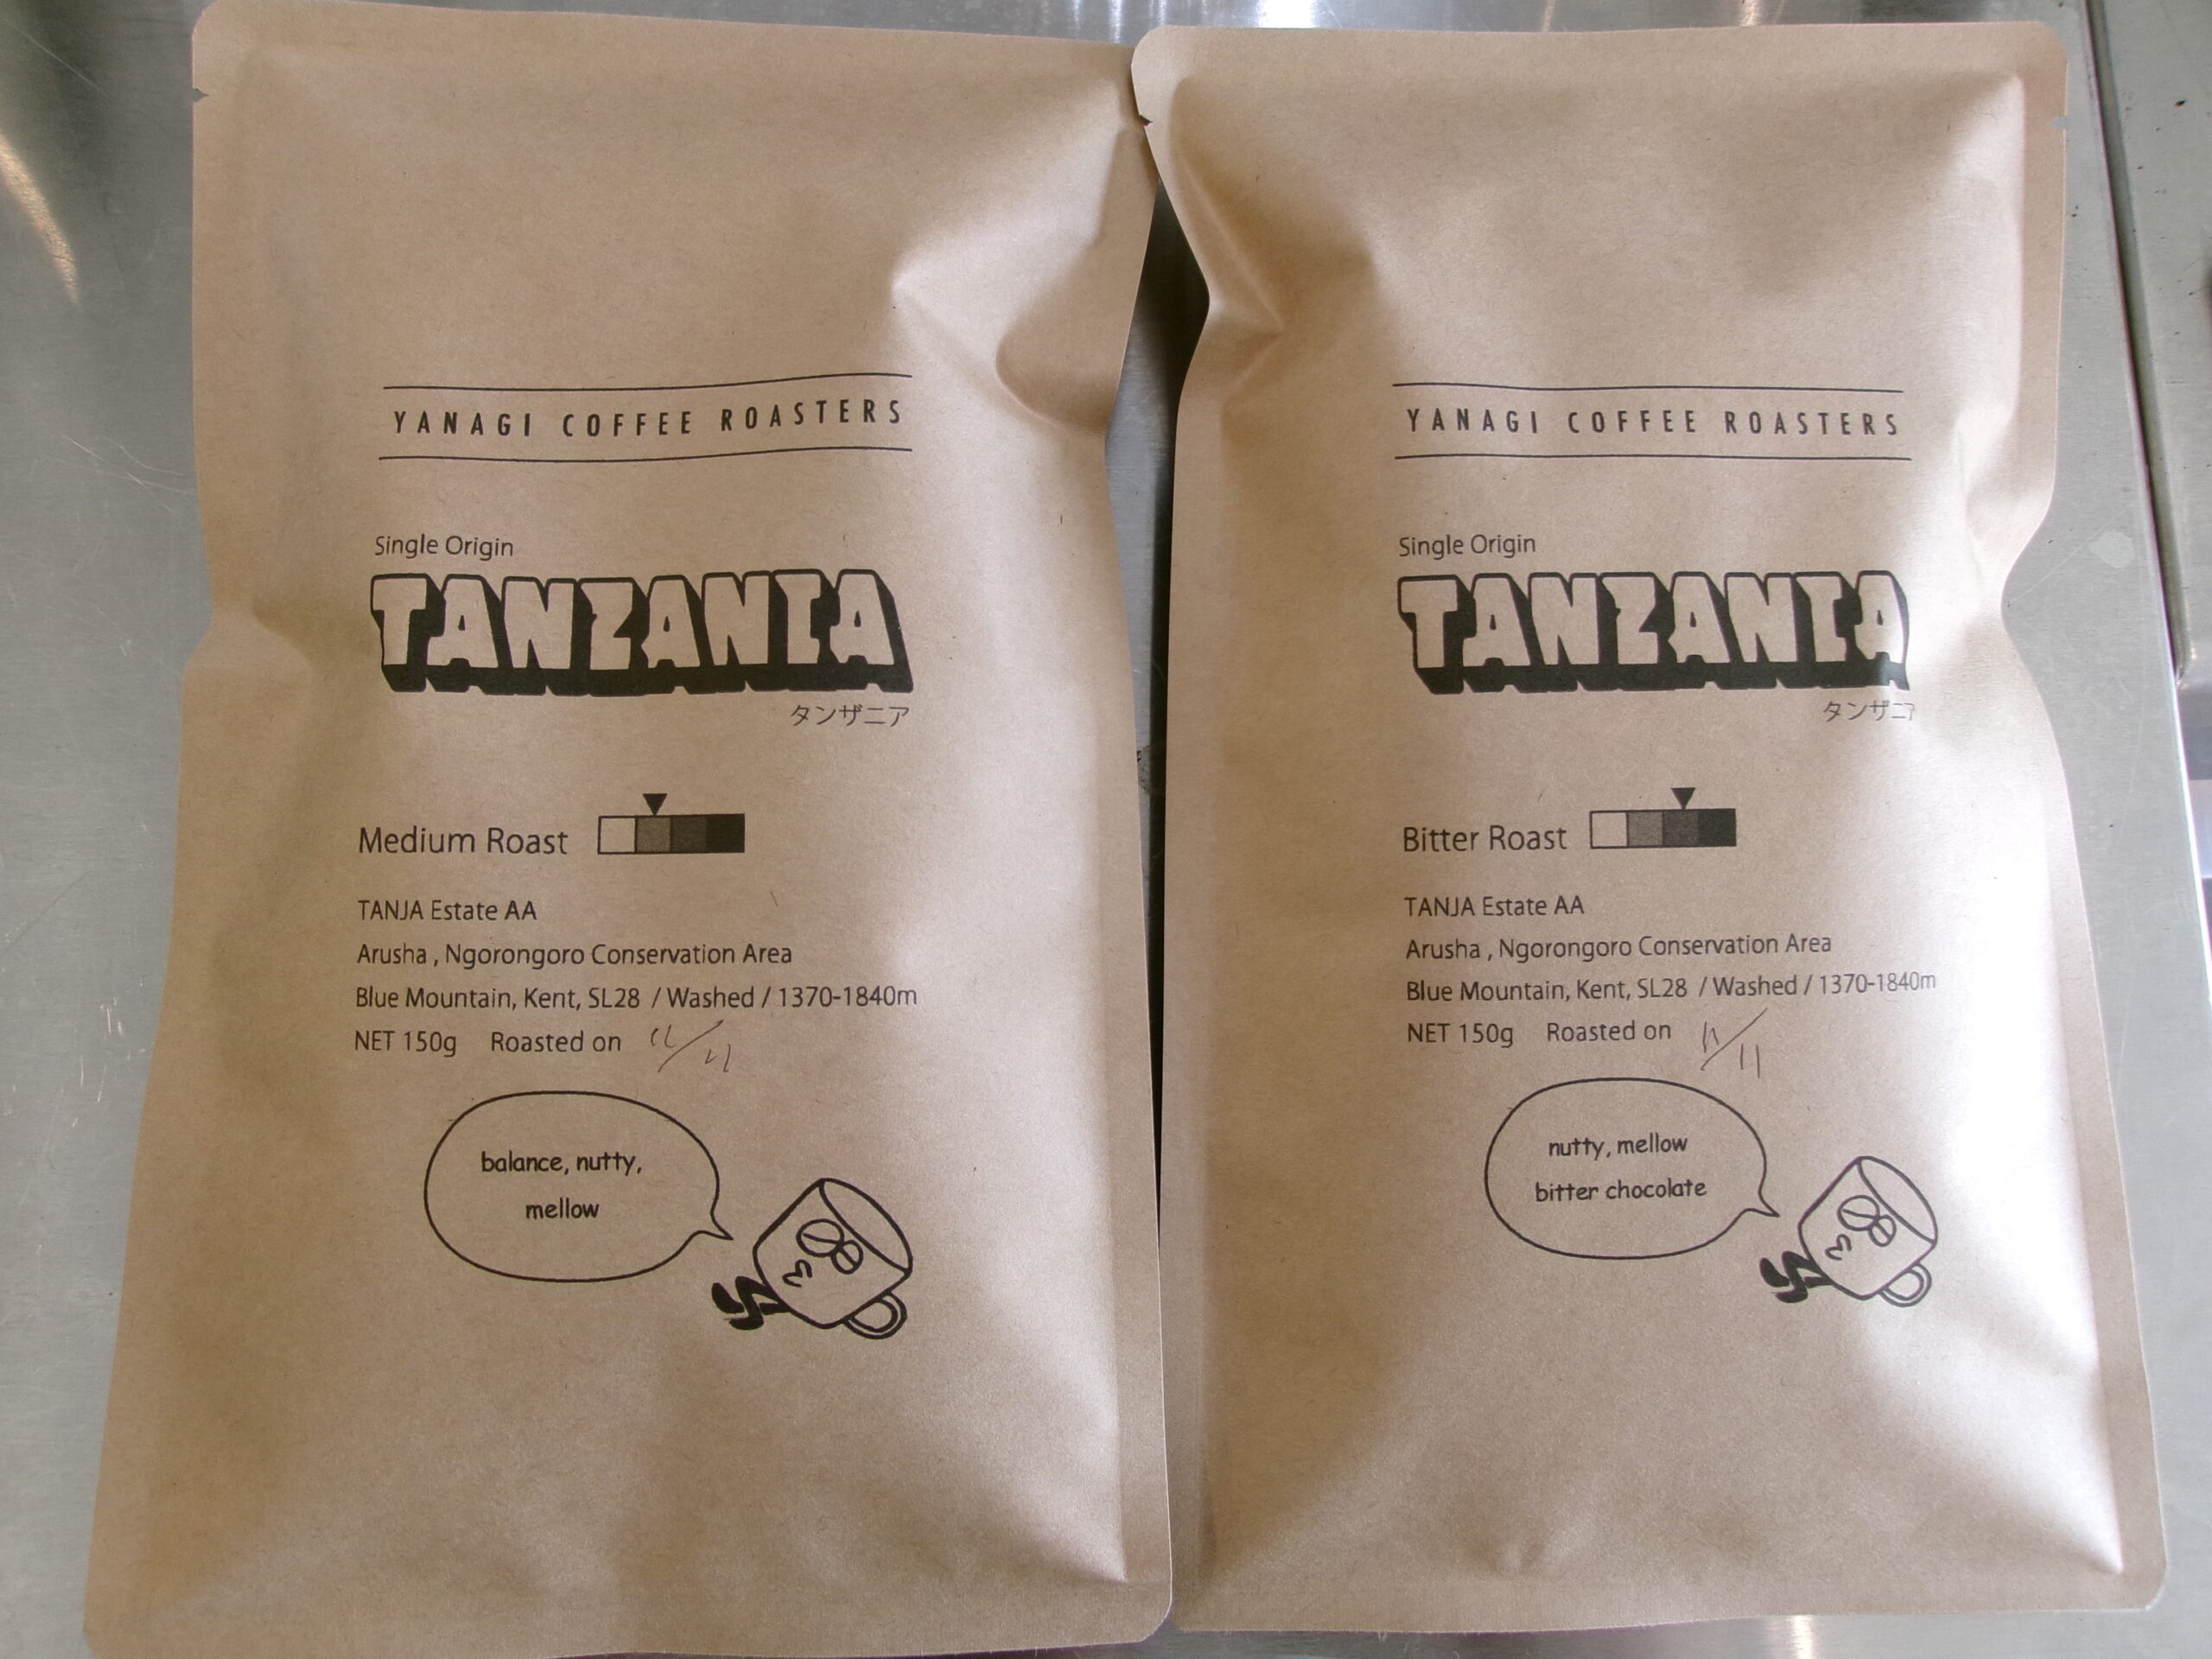 YANAGI COFFEE ROASTERS
Single Origin
TANZANIA
タンザニア
Medium Roast
TANJA Estate AA
Arusha , Ngorongoro Conservation Area
Blue Mountain, Kent, SL28 / Washed / 1370-1840m
NET 150g Roasted on
balance, nutty,
mellow
YANAGI COFFEE ROASTERS
Single Origin
TANZANIA
タンザニア
Bitter Roast
TANJA Estate AA
Arusha , Ngorongoro Conservation Area
Blue Mountain, Kent, SL28 / Washed / 1370-1840m
NET 150g Roasted on 11/11
nutty, mellow
bitter chocolate